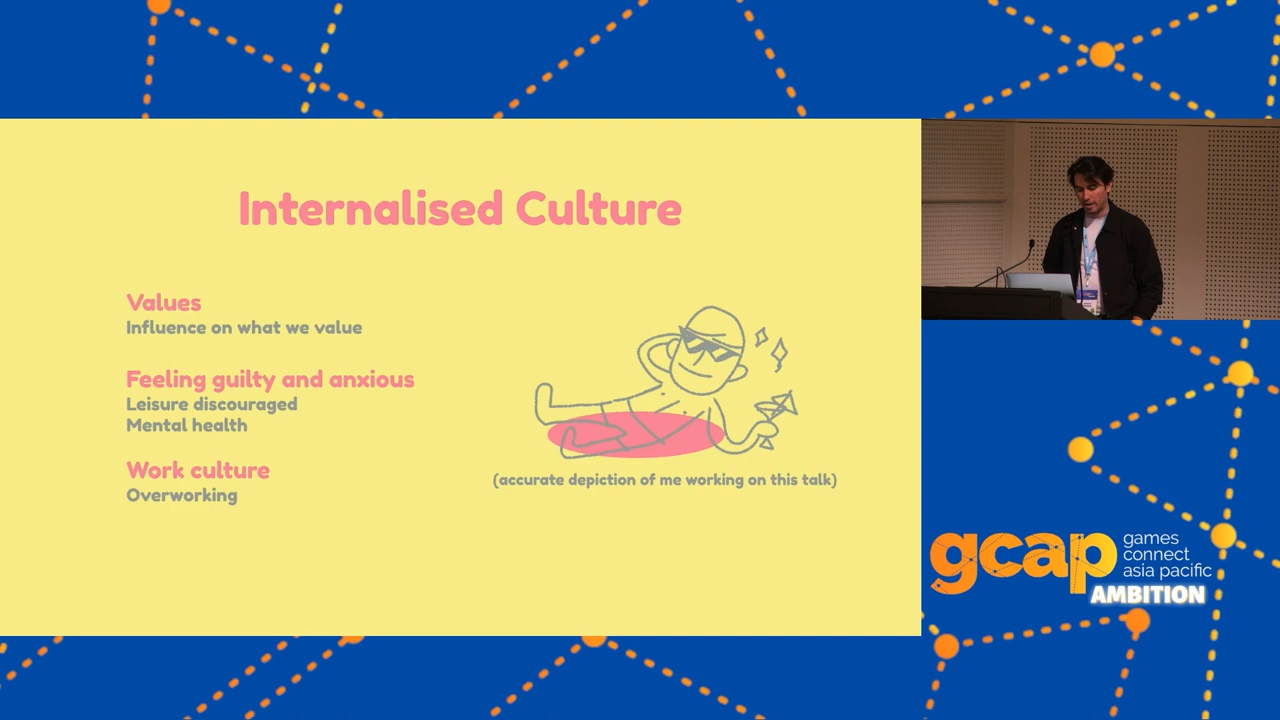 Internalised Culture
Values
Influence on what we value
Feeling guilty and anxious
Leisure discouraged
Mental health
Work culture
Overworking
(accurate depiction of me working on this talk)
gcap
games
connect
asia pacific
AMBITION